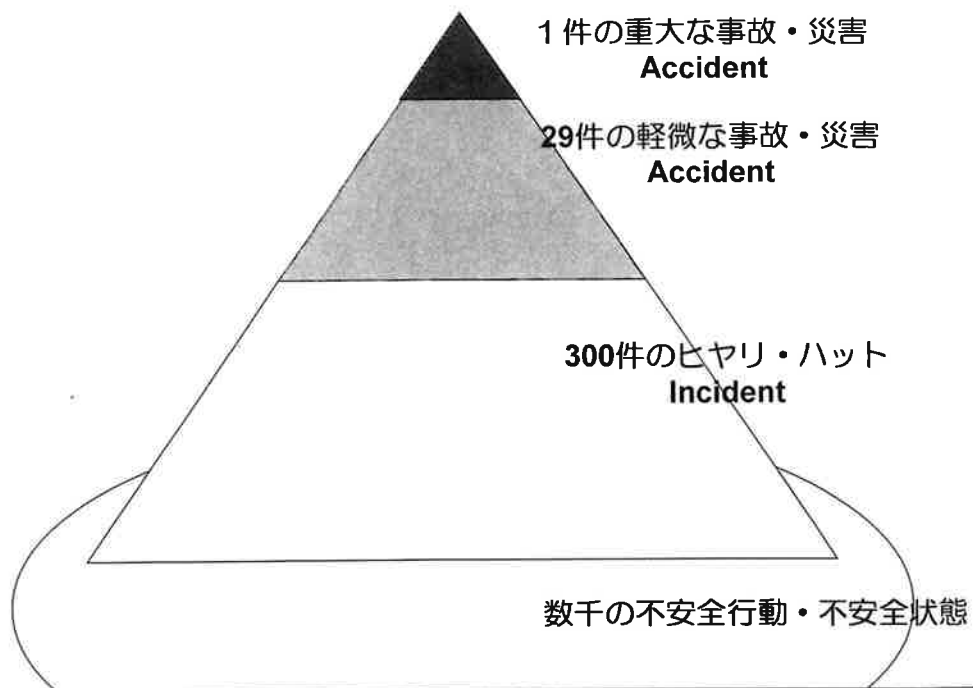 1件の重大な事故・災害
Accident
29件の軽微な事故・災害
Accident
300件のヒヤリ・ハット
Incident
数千の不安全行動・不安全状態